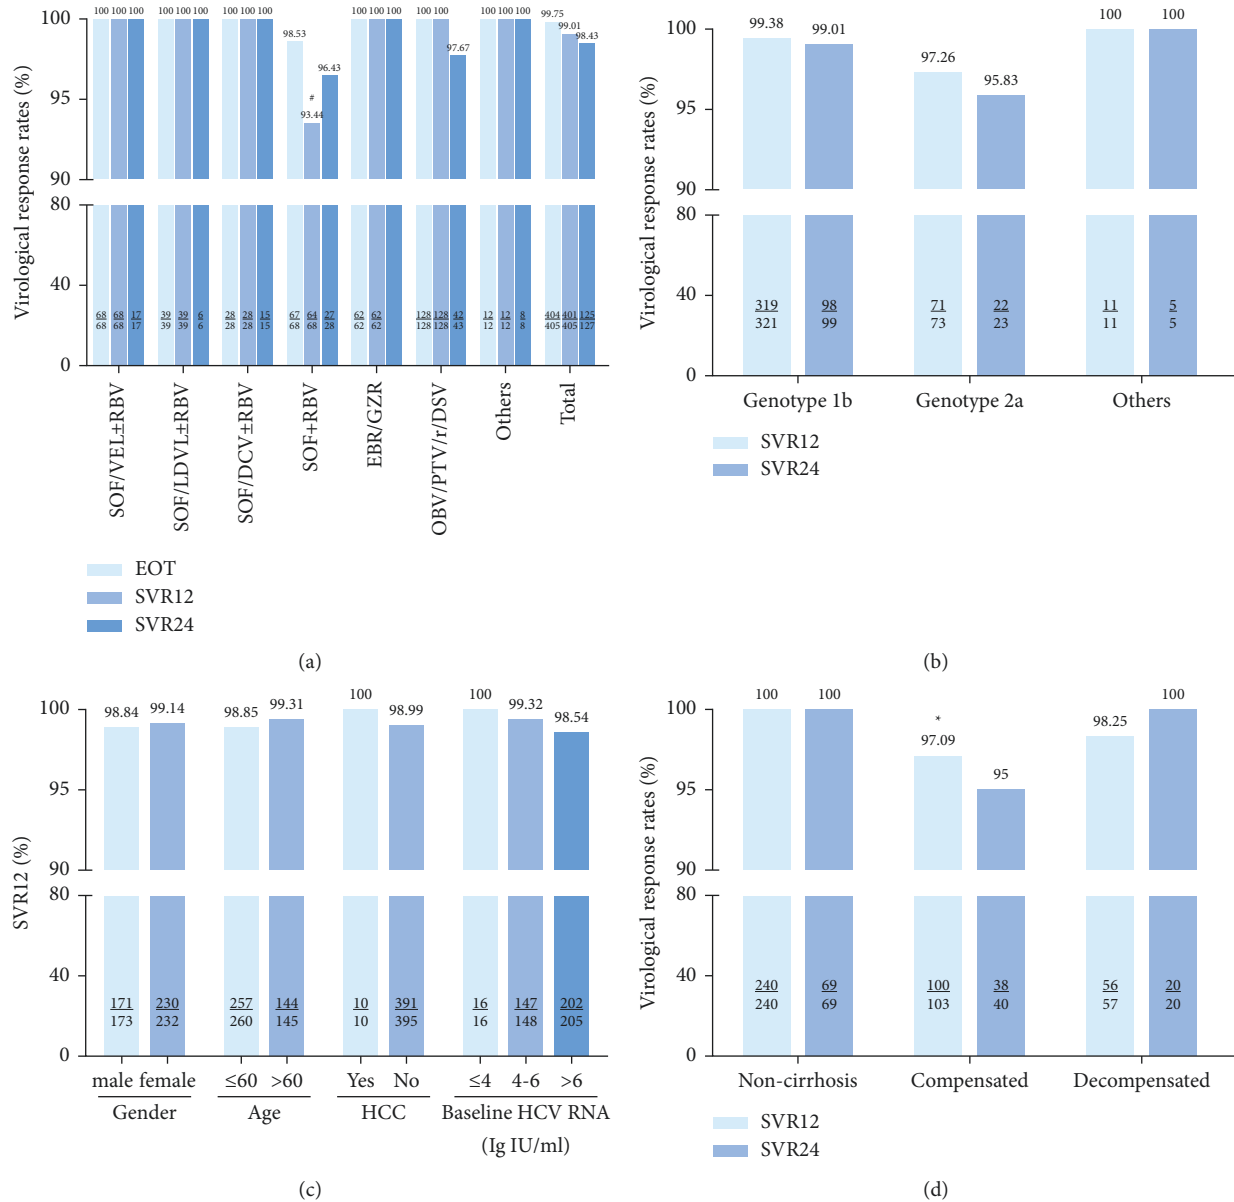 100 100 100 100 100 100 100 100 100 98.53 # 93.44 96.43 100 100 100 100 100 97.67 100 100 100 99.75 99.01 98.43
Virological response rates (%)
100
95
90
80
40
0
68 68 17 39 39 6 28 28 15 67 64 27 62 62 128 128 42 12 12 8 404 401 125
68 68 17 39 39 6 28 28 15 68 68 28 62 62 128 128 43 12 12 8 405 405 127
SOF/VEL±RBV
SOF/LDVL±RBV
SOF/DCV±RBV
SOF+RBV
EBR/GZR
OBV/PTV/r/DSV
Others
Total
EOT
SVR12
SVR24
(a)
99.38 99.01 97.26 95.83 100 100
Virological response rates (%)
100
95
90
80
40
0
319 98 71 22 11 5
321 99 73 23 11 5
Genotype 1b Genotype 2a Others
SVR12
SVR24
(b)
98.84 99.14 98.85 99.31 100 98.99 100 99.32 98.54
SVR12 (%)
100
95
90
80
40
0
171 230 257 144 10 391 16 147 202
173 232 260 145 10 395 16 148 205
male female ≤60 >60 Yes No ≤4 4-6 >6
Gender Age HCC Baseline HCV RNA
(Ig IU/ml)
(c)
100 100 * 97.09 95 98.25 100
Virological response rates (%)
100
95
90
80
40
0
240 69 100 38 56 20
240 69 103 40 57 20
Non-cirrhosis Compensated Decompensated
SVR12
SVR24
(d)